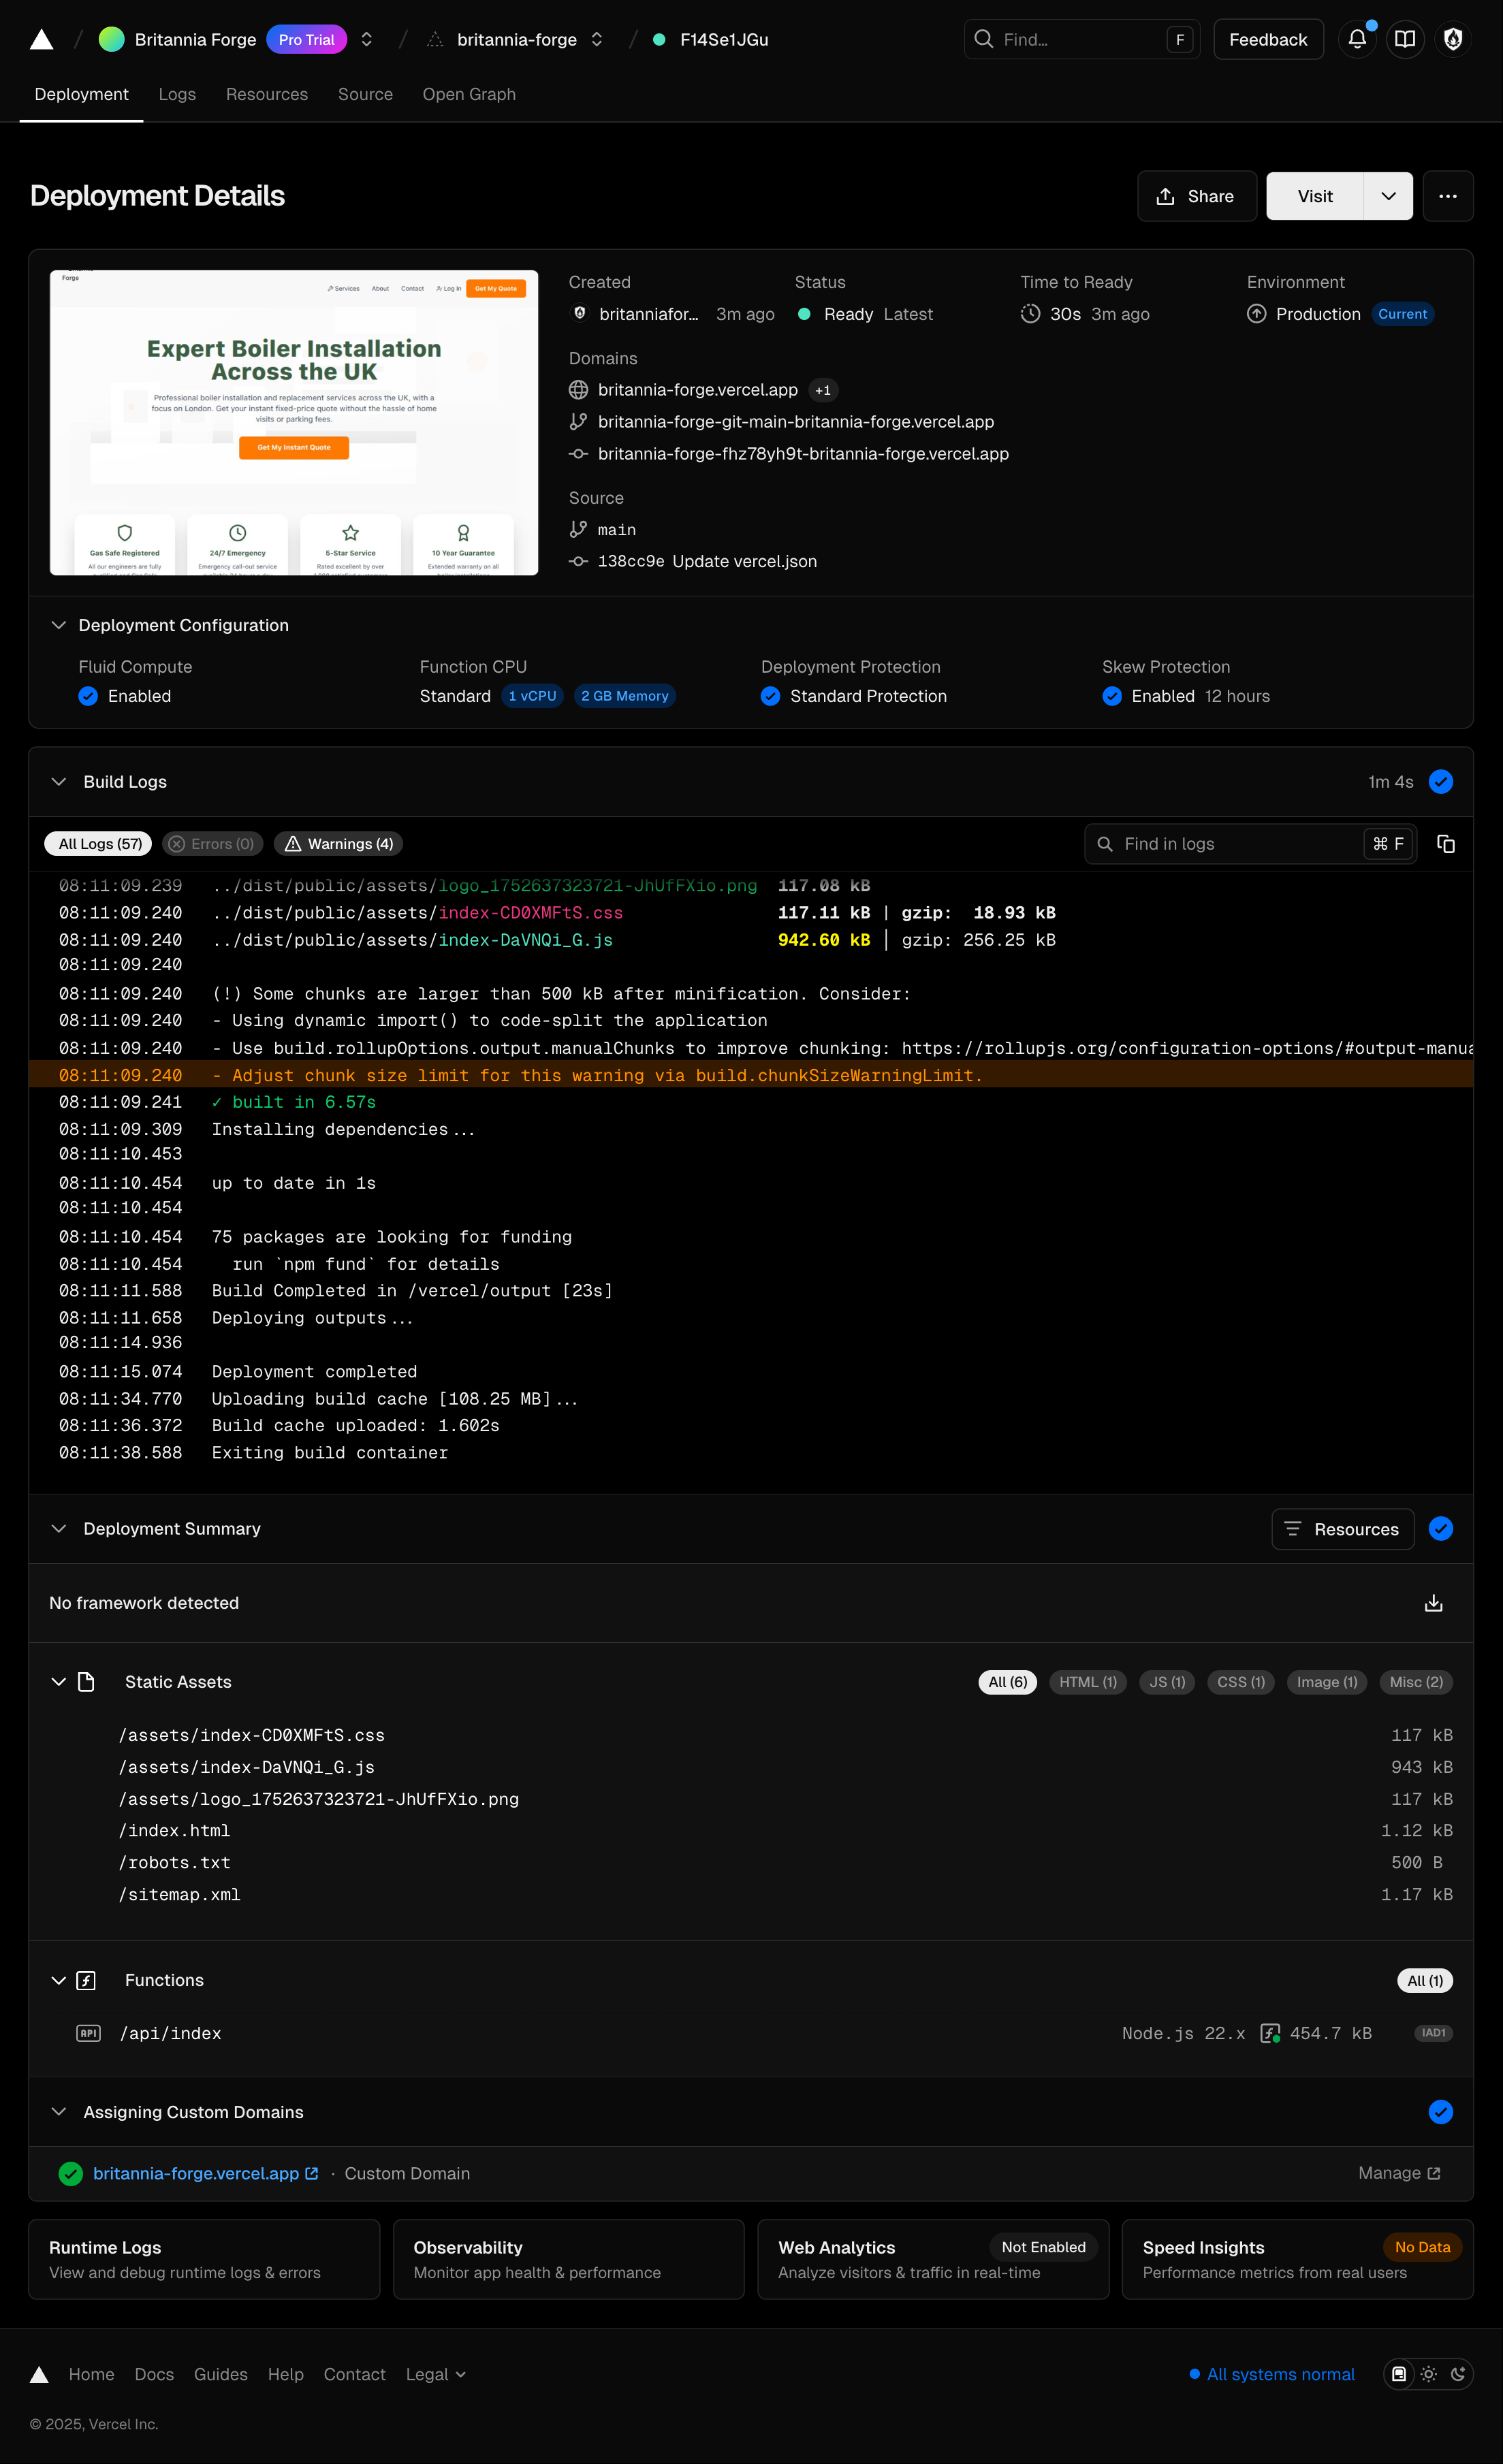 Britannia Forge Pro Trial britannia-forge F14Se1JGu Find... F Feedback
Deployment Logs Resources Source Open Graph
Deployment Details
Share Visit
Forge
Services About Contact Log In Get My Quote
Expert Boiler Installation
Across the UK
Professional boiler installation and replacement services across the UK, with a
focus on London. Get your instant fixed-price quote without the hassle of home
visits or parking fees.
Get My Instant Quote
Gas Safe Registered 24/7 Emergency 5-Star Service 10 Year Guarantee
All our engineers are fully Emergency call-out service Rated excellent by over Extended warranty on all
Created Status Time to Ready Environment
britanniafor... 3m ago Ready Latest 30s 3m ago Production Current
Domains
britannia-forge.vercel.app +1
britannia-forge-git-main-britannia-forge.vercel.app
britannia-forge-fhz78yh9t-britannia-forge.vercel.app
Source
main
138cc9e Update vercel.json
Deployment Configuration
Fluid Compute Function CPU Deployment Protection Skew Protection
Enabled Standard 1 vCPU 2 GB Memory Standard Protection Enabled 12 hours
Build Logs 1m 4s
All Logs (57) Errors (0) Warnings (4) Find in logs ⌘ F
08:11:09.239 ../dist/public/assets/logo_1752637323721-JhUfFXio.png 117.08 kB
08:11:09.240 ../dist/public/assets/index-CD0XMFtS.css 117.11 kB | gzip: 18.93 kB
08:11:09.240 ../dist/public/assets/index-DaVNQi_G.js 942.60 kB │ gzip: 256.25 kB
08:11:09.240
08:11:09.240 (!) Some chunks are larger than 500 kB after minification. Consider:
08:11:09.240 - Using dynamic import() to code-split the application
08:11:09.240 - Use build.rollupOptions.output.manualChunks to improve chunking: https://rollupjs.org/configuration-options/#output-manua
08:11:09.240 - Adjust chunk size limit for this warning via build.chunkSizeWarningLimit.
08:11:09.241 ✓ built in 6.57s
08:11:09.309 Installing dependencies...
08:11:10.453
08:11:10.454 up to date in 1s
08:11:10.454
08:11:10.454 75 packages are looking for funding
08:11:10.454 run `npm fund` for details
08:11:11.588 Build Completed in /vercel/output [23s]
08:11:11.658 Deploying outputs...
08:11:14.936
08:11:15.074 Deployment completed
08:11:34.770 Uploading build cache [108.25 MB]...
08:11:36.372 Build cache uploaded: 1.602s
08:11:38.588 Exiting build container
Deployment Summary Resources
No framework detected
Static Assets All (6) HTML (1) JS (1) CSS (1) Image (1) Misc (2)
/assets/index-CD0XMFtS.css 117 kB
/assets/index-DaVNQi_G.js 943 kB
/assets/logo_1752637323721-JhUfFXio.png 117 kB
/index.html 1.12 kB
/robots.txt 500 B
/sitemap.xml 1.17 kB
Functions All (1)
API /api/index Node.js 22.x 454.7 kB IAD1
Assigning Custom Domains
britannia-forge.vercel.app · Custom Domain Manage
Runtime Logs Observability Web Analytics Not Enabled Speed Insights No Data
View and debug runtime logs & errors Monitor app health & performance Analyze visitors & traffic in real-time Performance metrics from real users
Home Docs Guides Help Contact Legal All systems normal
© 2025, Vercel Inc.